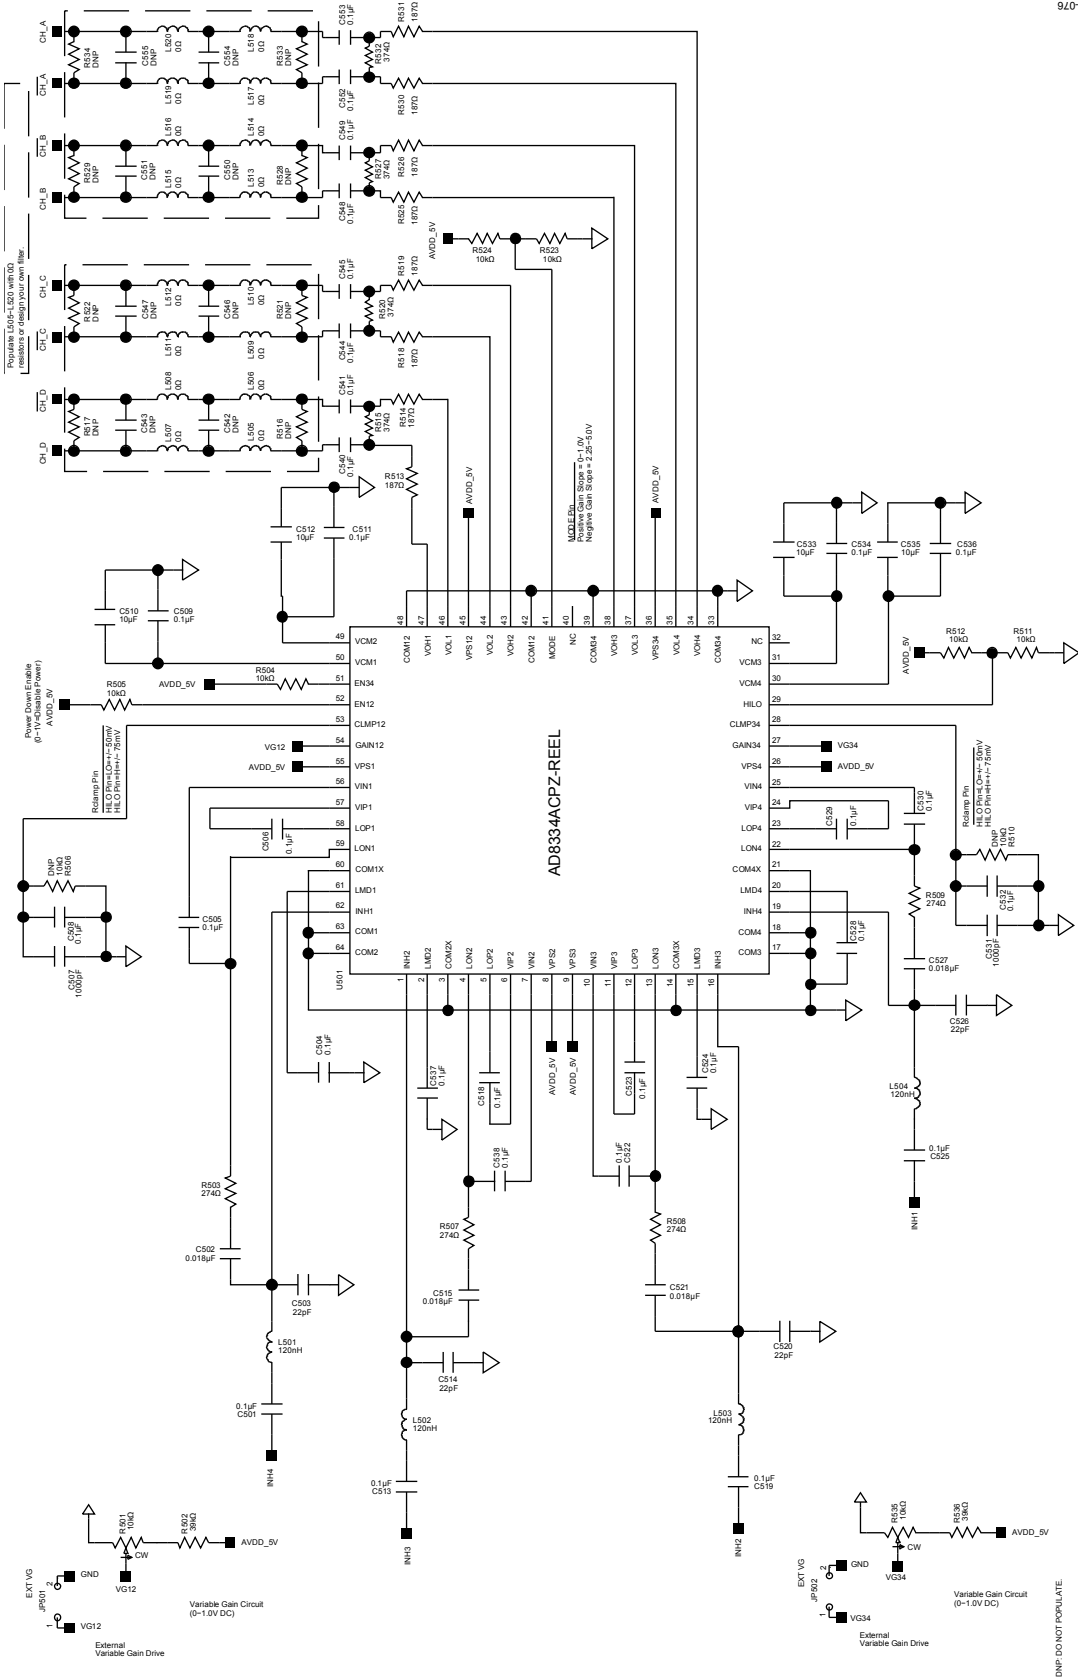 -076
CH_A
R534
DNP
C555
DNP
L520
0Ω
C554
DNP
L518
0Ω
R533
DNP
C553
0.1µF
R532
374Ω
R531
187Ω
CH_A
L519
0Ω
L517
0Ω
C552
0.1µF
R530
187Ω
CH_B
R529
DNP
C551
DNP
L516
0Ω
C550
DNP
L514
0Ω
R528
DNP
C549
0.1µF
R527
374Ω
R526
187Ω
CH_B
L515
0Ω
L513
0Ω
C548
0.1µF
R525
187Ω
Populate L505–L520 with 0Ω
resistors or design your own filter.
CH_C
R522
DNP
C547
DNP
L512
0Ω
C546
DNP
L510
0Ω
R521
DNP
C545
0.1µF
R520
374Ω
R519
187Ω
CH_C
L511
0Ω
L509
0Ω
C544
0.1µF
R518
187Ω
CH_D
R517
DNP
C543
DNP
L508
0Ω
C542
DNP
L506
0Ω
R516
DNP
C541
0.1µF
R515
374Ω
R514
187Ω
CH_D
L507
0Ω
L505
0Ω
C540
0.1µF
R513
187Ω
AVDD_5V
R524
10kΩ
R523
10kΩ
MODE Pin
Positive Gain Slope = 0–1.0V
Negitive Gain Slope = 2.25–5.0V
AVDD_5V
AVDD_5V
C512
10µF
C511
0.1µF
C510
10µF
C509
0.1µF
C533
10µF
C534
0.1µF
C535
10µF
C536
0.1µF
48
COM12
47
VOH1
46
VOL1
45
VPS12
44
VOL2
43
VOH2
42
COM12
41
MODE
40
NC
39
COM34
38
VOH3
37
VOL3
36
VPS34
35
VOL4
34
VOH4
33
COM34
49 VCM2
50 VCM1
51 EN34
52 EN12
53 CLMP12
54 GAIN12
55 VPS1
56 VIN1
57 VIP1
58 LOP1
59 LON1
60 COM1X
61 LMD1
62 INH1
63 COM1
64 COM2
U501
AD8334ACPZ-REEL
NC 32
VCM3 31
VCM4 30
HILO 29
CLMP34 28
GAIN34 27
VPS4 26
VIN4 25
VIP4 24
LOP4 23
LON4 22
COM4X 21
LMD4 20
INH4 19
COM4 18
COM3 17
INH2
1
LMD2
2
COM2X
3
LON2
4
LOP2
5
VIP2
6
VIN2
7
VPS2
8
VPS3
9
VIN3
10
VIP3
11
LOP3
12
LON3
13
COM3X
14
LMD3
15
INH3
16
Power Down Enable
(0–1V=Disable Power)
AVDD_5V
R505
10kΩ
AVDD_5V
R504
10kΩ
VG12
AVDD_5V
Rclamp Pin
HILO Pin=LO=+/– 50mV
HILO Pin=H=+/– 75mV
DNP
10kΩ
R506
C508
0.1µF
C507
1000pF
C505
0.1µF
C506
0.1µF
AVDD_5V
R512
10kΩ
R511
10kΩ
VG34
AVDD_5V
C530
0.1µF
C529
0.1µF
Rclamp Pin
HILO Pin=LO=+/– 50mV
HILO Pin=H=+/– 75mV
DNP
10kΩ
R510
C532
0.1µF
C531
1000pF
R509
274Ω
C528
0.1µF
C527
0.018µF
C526
22pF
L504
120nH
0.1µF
C525
INH1
C504
0.1µF
C537
0.1µF
C518
0.1µF
AVDD_5V
AVDD_5V
C523
0.1µF
C524
0.1µF
R503
274Ω
C502
0.018µF
C503
22pF
L501
120nH
0.1µF
C501
INH4
C538
0.1µF
R507
274Ω
C515
0.018µF
C514
22pF
L502
120nH
0.1µF
C513
INH3
0.1µF
C522
R508
274Ω
C521
0.018µF
C520
22pF
L503
120nH
0.1µF
C519
INH2
R501
10kΩ
R502
39kΩ
AVDD_5V
CW
VG12
EXT VG
JP501
2
GND
1
VG12
Variable Gain Circuit
(0–1.0V DC)
External
Variable Gain Drive
R535
10kΩ
R536
39kΩ
AVDD_5V
CW
VG34
EXT VG
JP502
2
GND
1
VG34
Variable Gain Circuit
(0–1.0V DC)
External
Variable Gain Drive
DNP: DO NOT POPULATE.